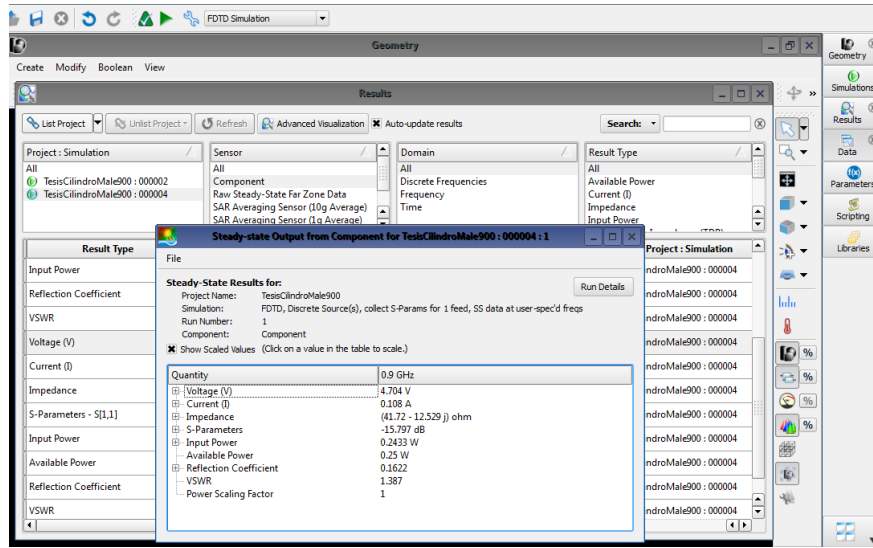 FDTD Simulation
Geometry
Create Modify Boolean View
Results
List Project Unlist Project Refresh Advanced Visualization Auto-update results Search:
Project : Simulation Sensor Domain Result Type
All All All All
TesisCilindroMale900 : 000002 Component Discrete Frequencies Available Power
TesisCilindroMale900 : 000004 Raw Steady-State Far Zone Data Frequency Current (I)
SAR Averaging Sensor (10g Average) Time Impedance
SAR Averaging Sensor (1g Average) Input Power
Result Type Project : Simulation
Steady-state Output from Component for TesisCilindroMale900 : 000004 : 1
File
Steady-State Results for:
Run Details
Project Name: TesisCilindroMale900
Simulation: FDTD, Discrete Source(s), collect S-Params for 1 feed, SS data at user-spec'd freqs
Run Number: 1
Component: Component
Show Scaled Values (Click on a value in the table to scale.)
Quantity 0.9 GHz
Voltage (V) 4.704 V
Current (I) 0.108 A
Impedance (41.72 - 12.529 j) ohm
S-Parameters -15.797 dB
Input Power 0.2433 W
Available Power 0.25 W
Reflection Coefficient 0.1622
VSWR 1.387
Power Scaling Factor 1
Input Power ndroMale900 : 000004
Reflection Coefficient ndroMale900 : 000004
VSWR ndroMale900 : 000004
Voltage (V) ndroMale900 : 000004
Current (I) ndroMale900 : 000004
Impedance ndroMale900 : 000004
S-Parameters - S[1,1] ndroMale900 : 000004
Input Power ndroMale900 : 000004
Available Power ndroMale900 : 000004
Reflection Coefficient ndroMale900 : 000004
VSWR ndroMale900 : 000004
Geometry
Simulations
Results
Data
f(x)
Parameters
Scripting
Libraries
%
%
%
%